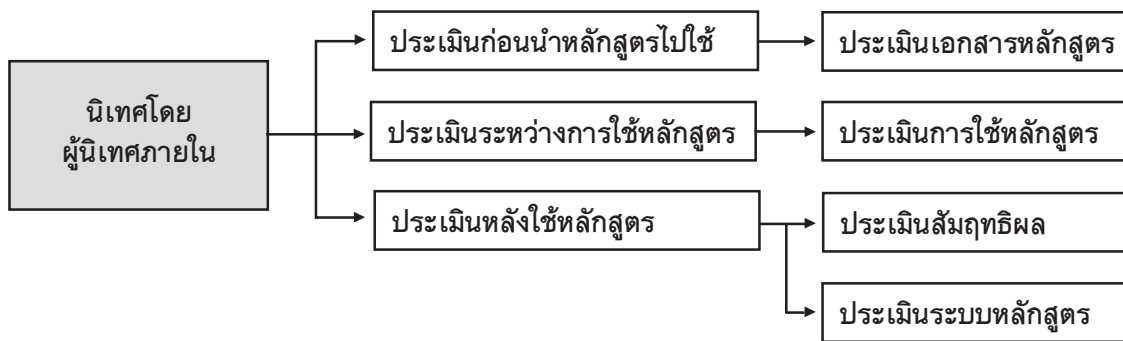 นิเทศโดย
ผู้นิเทศภายใน
ประเมินก่อนนำหลักสูตรไปใช้
ประเมินเอกสารหลักสูตร
ประเมินระหว่างการใช้หลักสูตร
ประเมินการใช้หลักสูตร
ประเมินหลังใช้หลักสูตร
ประเมินสัมฤทธิผล
ประเมินระบบหลักสูตร